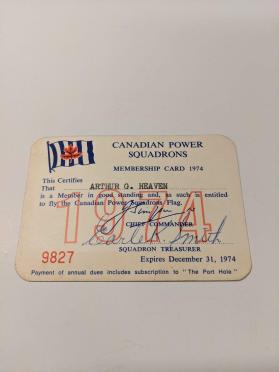 CANADIAN POWER
SQUADRONS
MEMBERSHIP CARD 1974
This Certifies
That ARTHUR G. HEAVEN
is a Member in good standing and, as such is entitled
to fly the Canadian Power Squadrons Flag.
1974
CHIEF COMMANDER
Earle K. Smith
SQUADRON TREASURER
9827
Expires December 31, 1974
Payment of annual dues includes subscription to "The Port Hole"